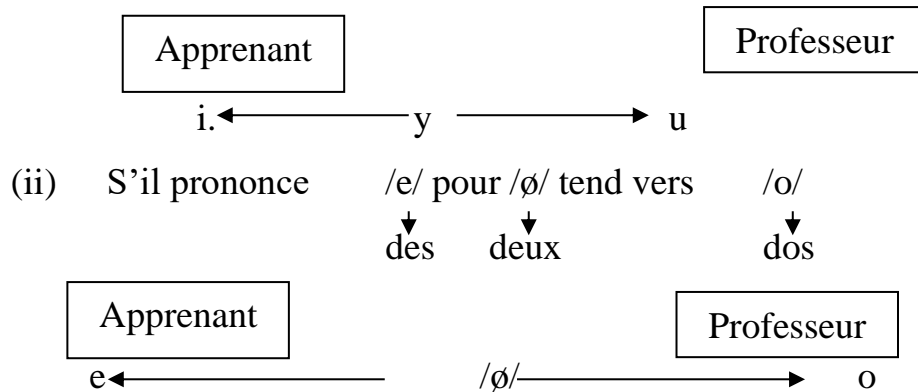 Apprenant Professeur
i. y u
(ii) S'il prononce /e/ pour /ø/ tend vers /o/
des deux dos
Apprenant Professeur
e /ø/ o